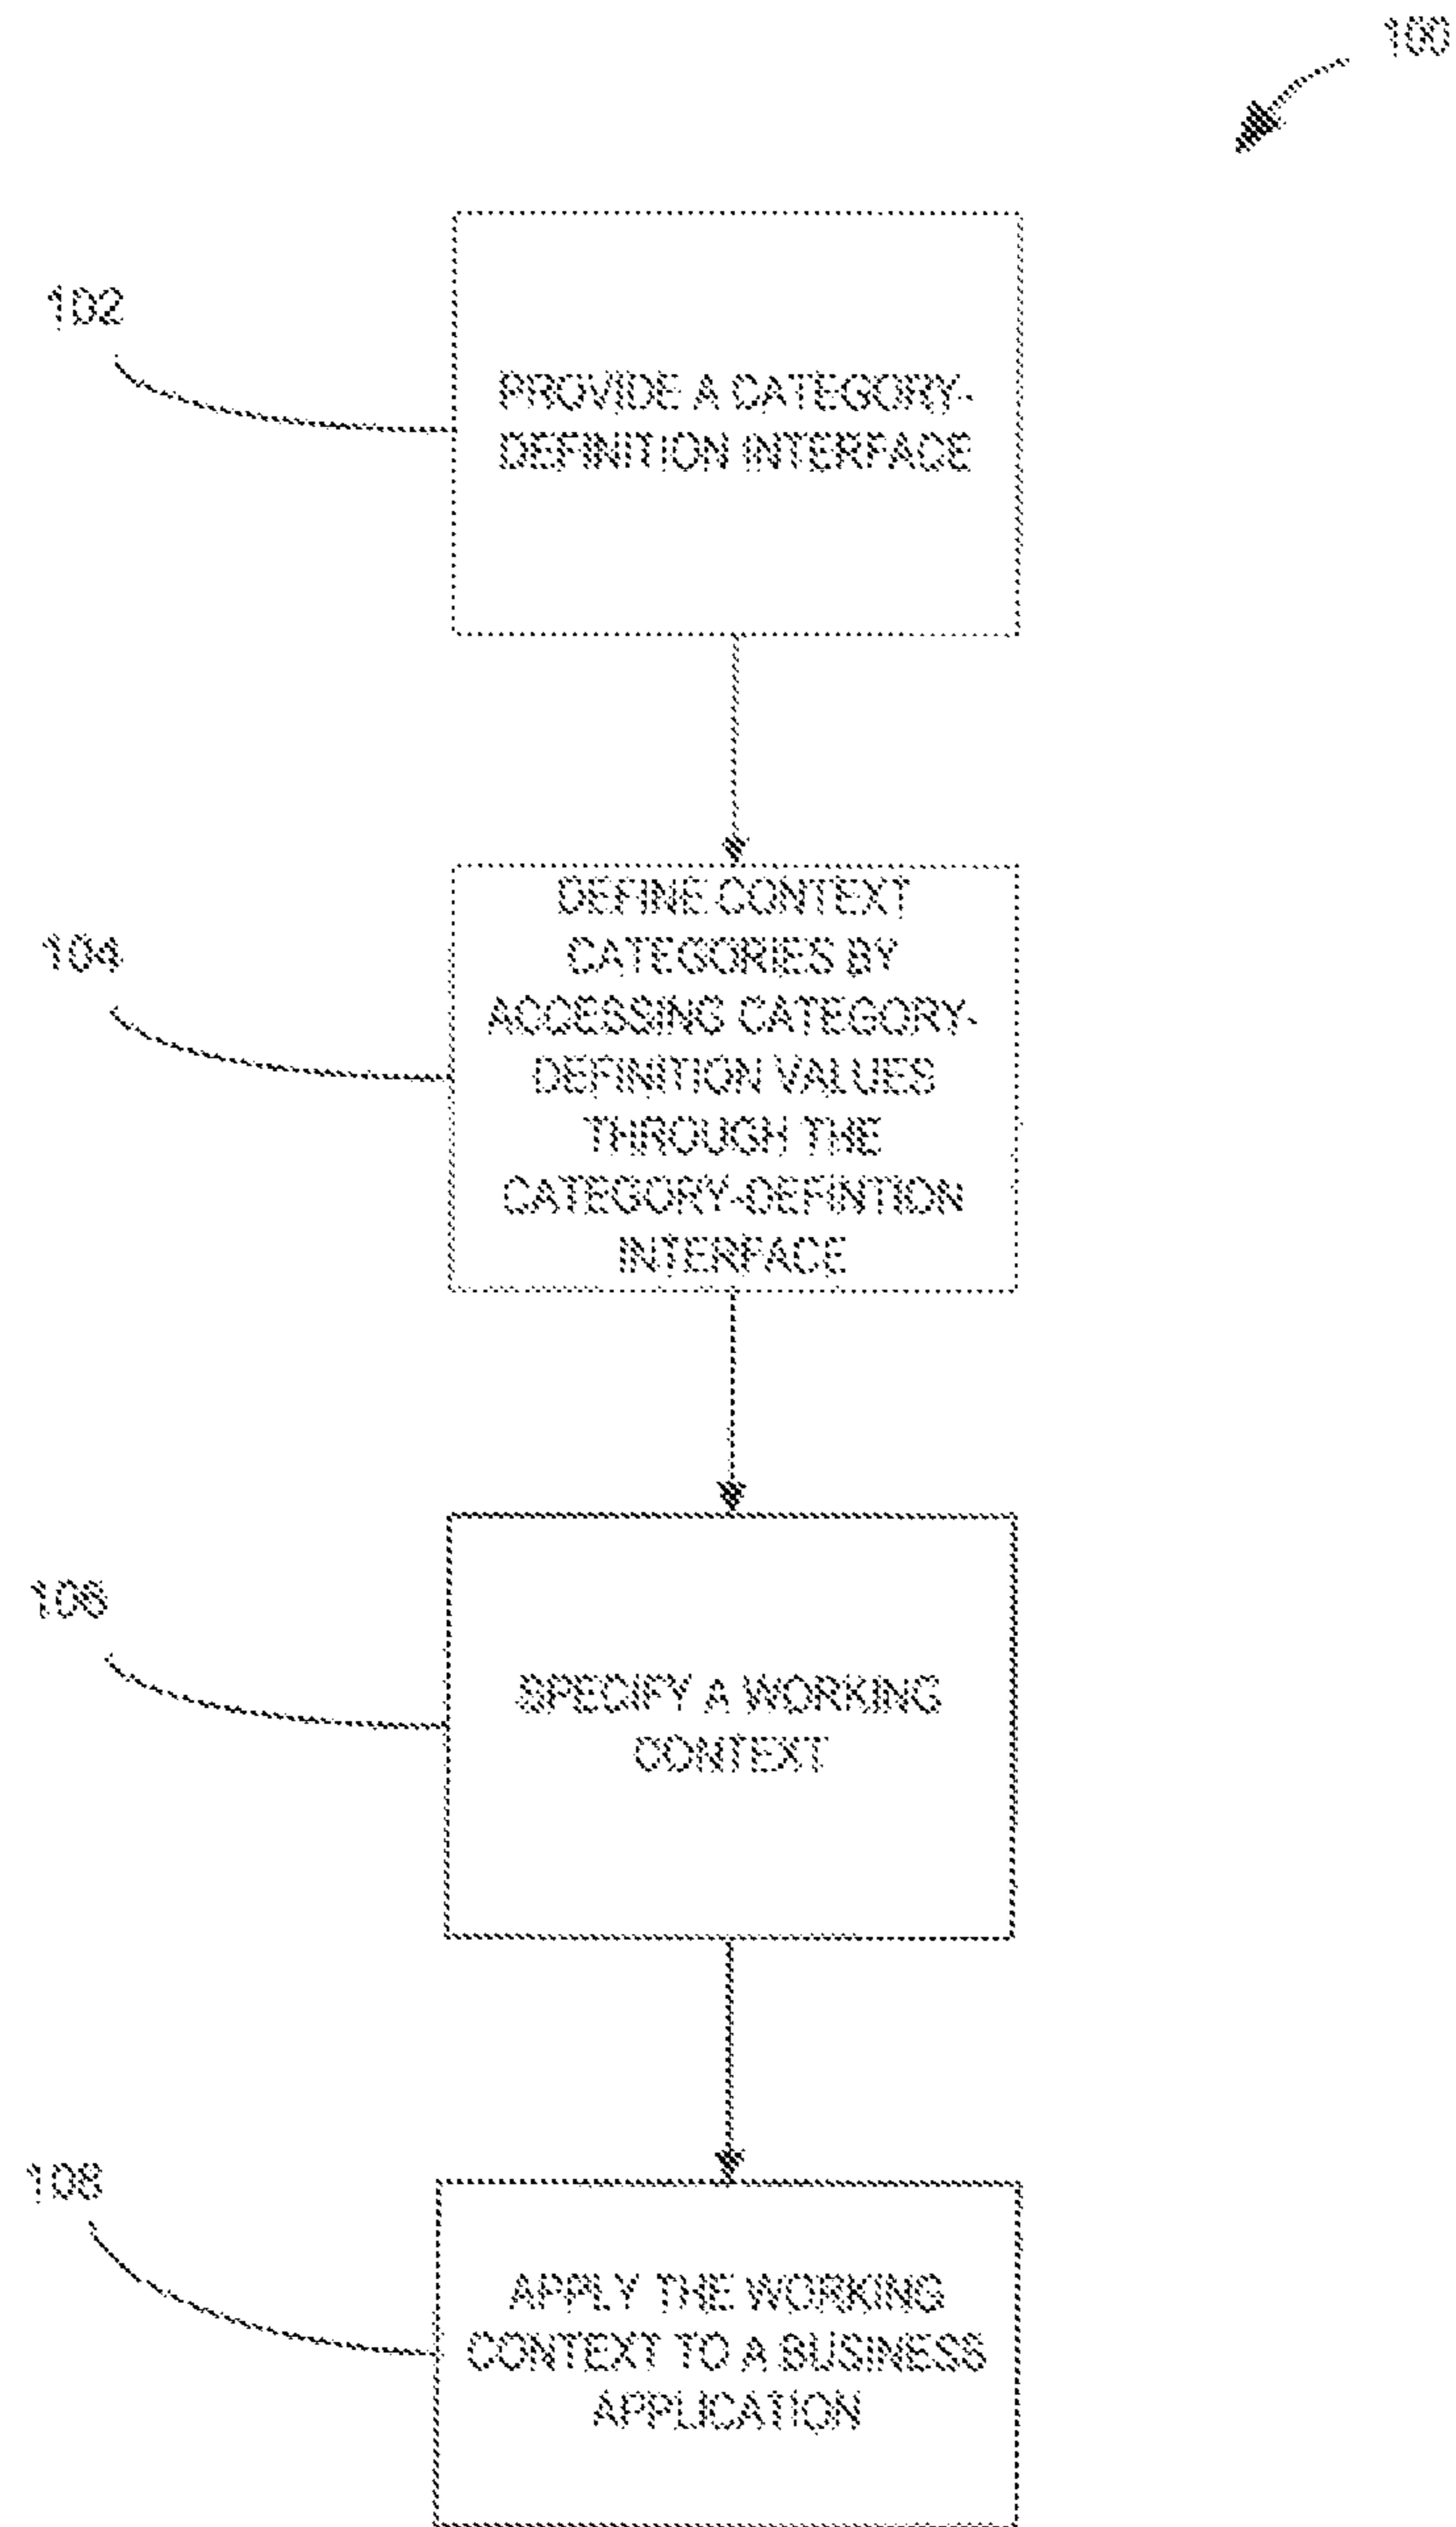 100
102
PROVIDE A CATEGORY-
DEFINITION INTERFACE
104
DEFINE CONTEXT
CATEGORIES BY
ACCESSING CATEGORY-
DEFINITION VALUES
THROUGH THE
CATEGORY-DEFINTION
INTERFACE
106
SPECIFY A WORKING
CONTEXT
108
APPLY THE WORKING
CONTEXT TO A BUSINESS
APPLICATION